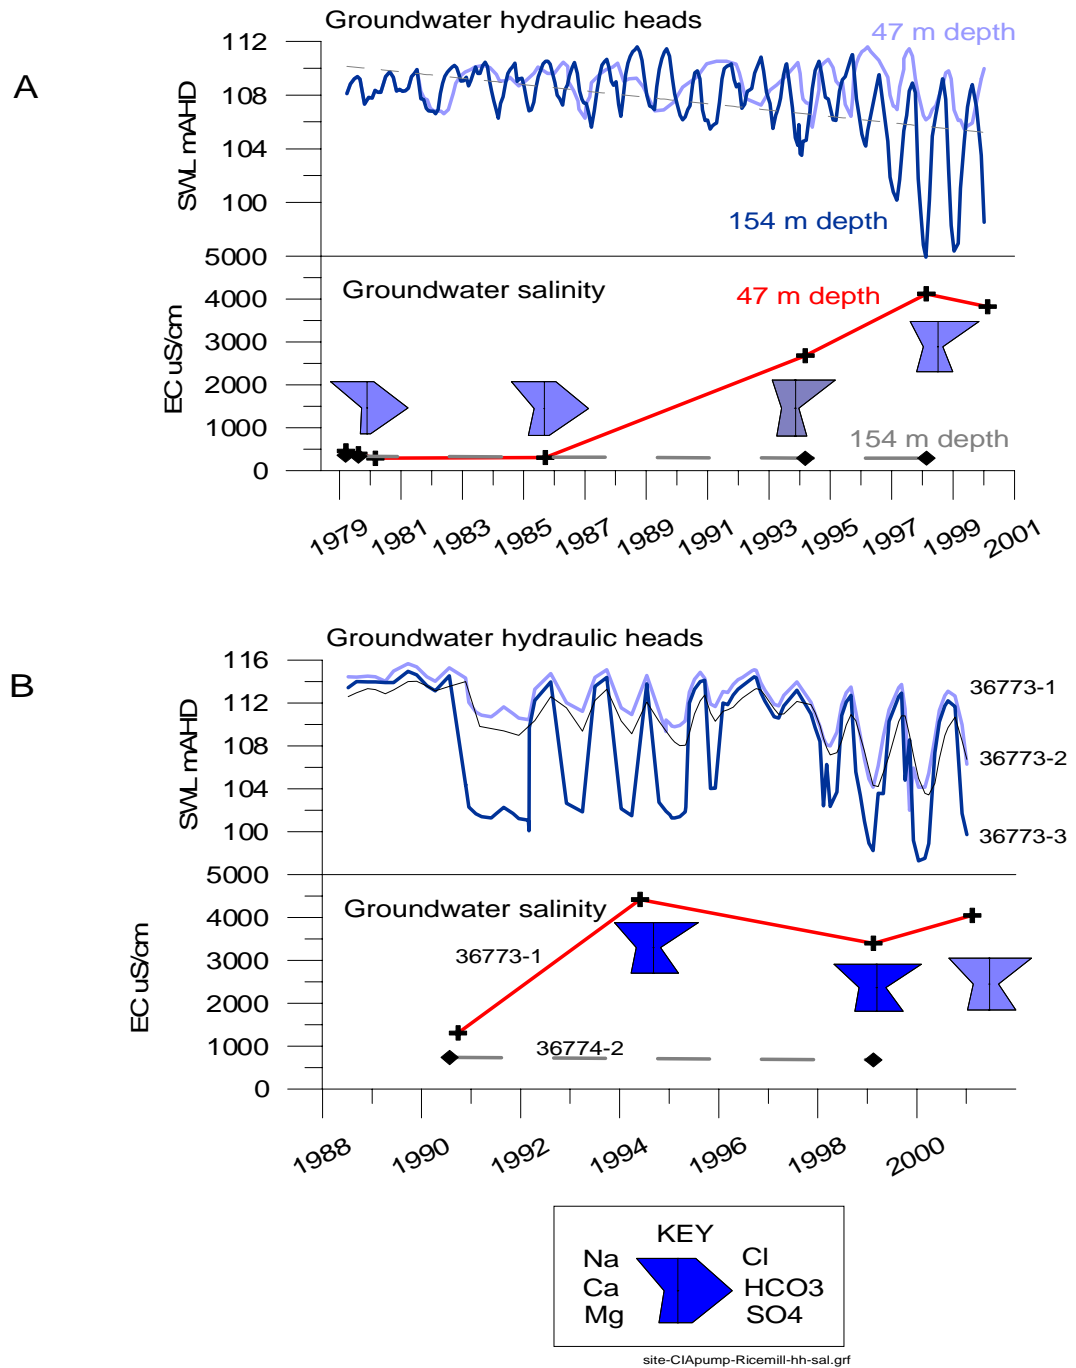 Groundwater hydraulic heads
47 m depth
A
SWL mAHD
112
108
104
100
154 m depth
5000
4000
3000
2000
1000
0
EC uS/cm
Groundwater salinity
47 m depth
154 m depth
1979
1981
1983
1985
1987
1989
1991
1993
1995
1997
1999
2001
Groundwater hydraulic heads
B
SWL mAHD
116
112
108
104
100
36773-1
36773-2
36773-3
5000
4000
3000
2000
1000
0
EC uS/cm
Groundwater salinity
36773-1
36774-2
1988
1990
1992
1994
1996
1998
2000
KEY
Na Cl
Ca HCO3
Mg SO4
site-CIApump-Ricemill-hh-sal.grf